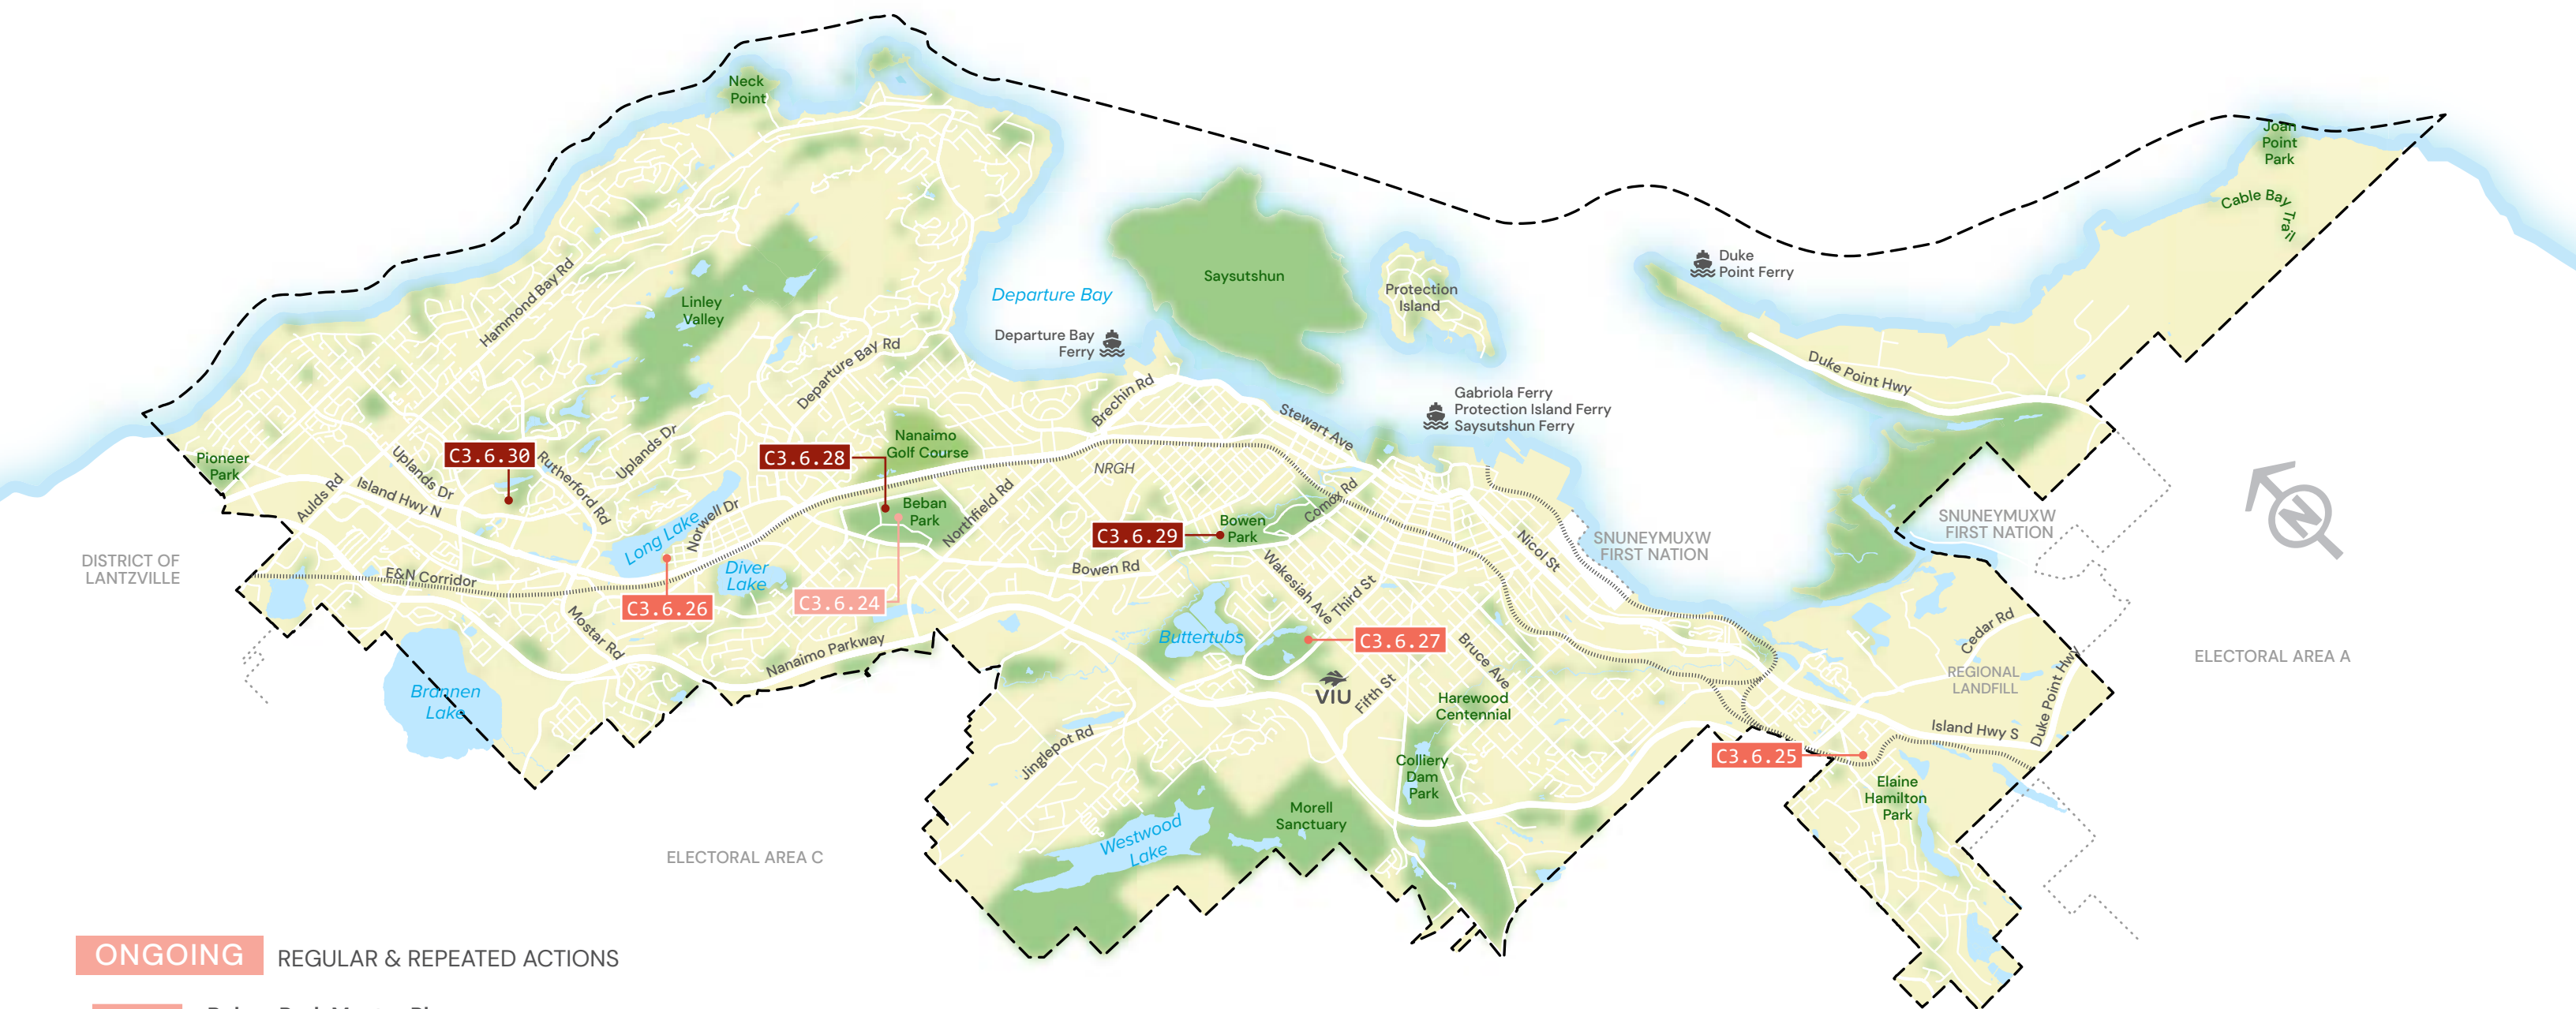 Neck
Point
Joan
Point
Park
Cable Bay Trail
Duke
Point Ferry
Saysutshun
Protection
Island
Hammond Bay Rd
Linley
Valley
Departure Bay
Departure Bay
Ferry
Departure Bay Rd
Duke Point Hwy
Brechin Rd
Gabriola Ferry
Protection Island Ferry
Saysutshun Ferry
Stewart Ave
Nanaimo
Golf Course
Uplands Dr
C3.6.30
C3.6.28
Pioneer
Park
Uplands Dr
Rutherford Rd
NRGH
Aulds Rd
Island Hwy N
Beban
Park
Northfield Rd
Comox Rd
Norwell Dr
Long Lake
C3.6.29
Bowen
Park
Nicol St
SNUNEYMUXW
FIRST NATION
SNUNEYMUXW
FIRST NATION
N
DISTRICT OF
LANTZVILLE
E&N Corridor
Diver
Lake
Bowen Rd
Wakesiah Ave
Third St
C3.6.26
C3.6.24
Mostar Rd
Nanaimo Parkway
Buttertubs
C3.6.27
Bruce Ave
Cedar Rd
ELECTORAL AREA A
REGIONAL
LANDFILL
Brannen
Lake
VIU
Fifth St
Harewood
Centennial
Duke Point Hwy
Island Hwy S
Jinglepot Rd
C3.6.25
Colliery
Dam
Park
Elaine
Hamilton
Park
Morell
Sanctuary
Westwood
Lake
ELECTORAL AREA C
ONGOING REGULAR & REPEATED ACTIONS